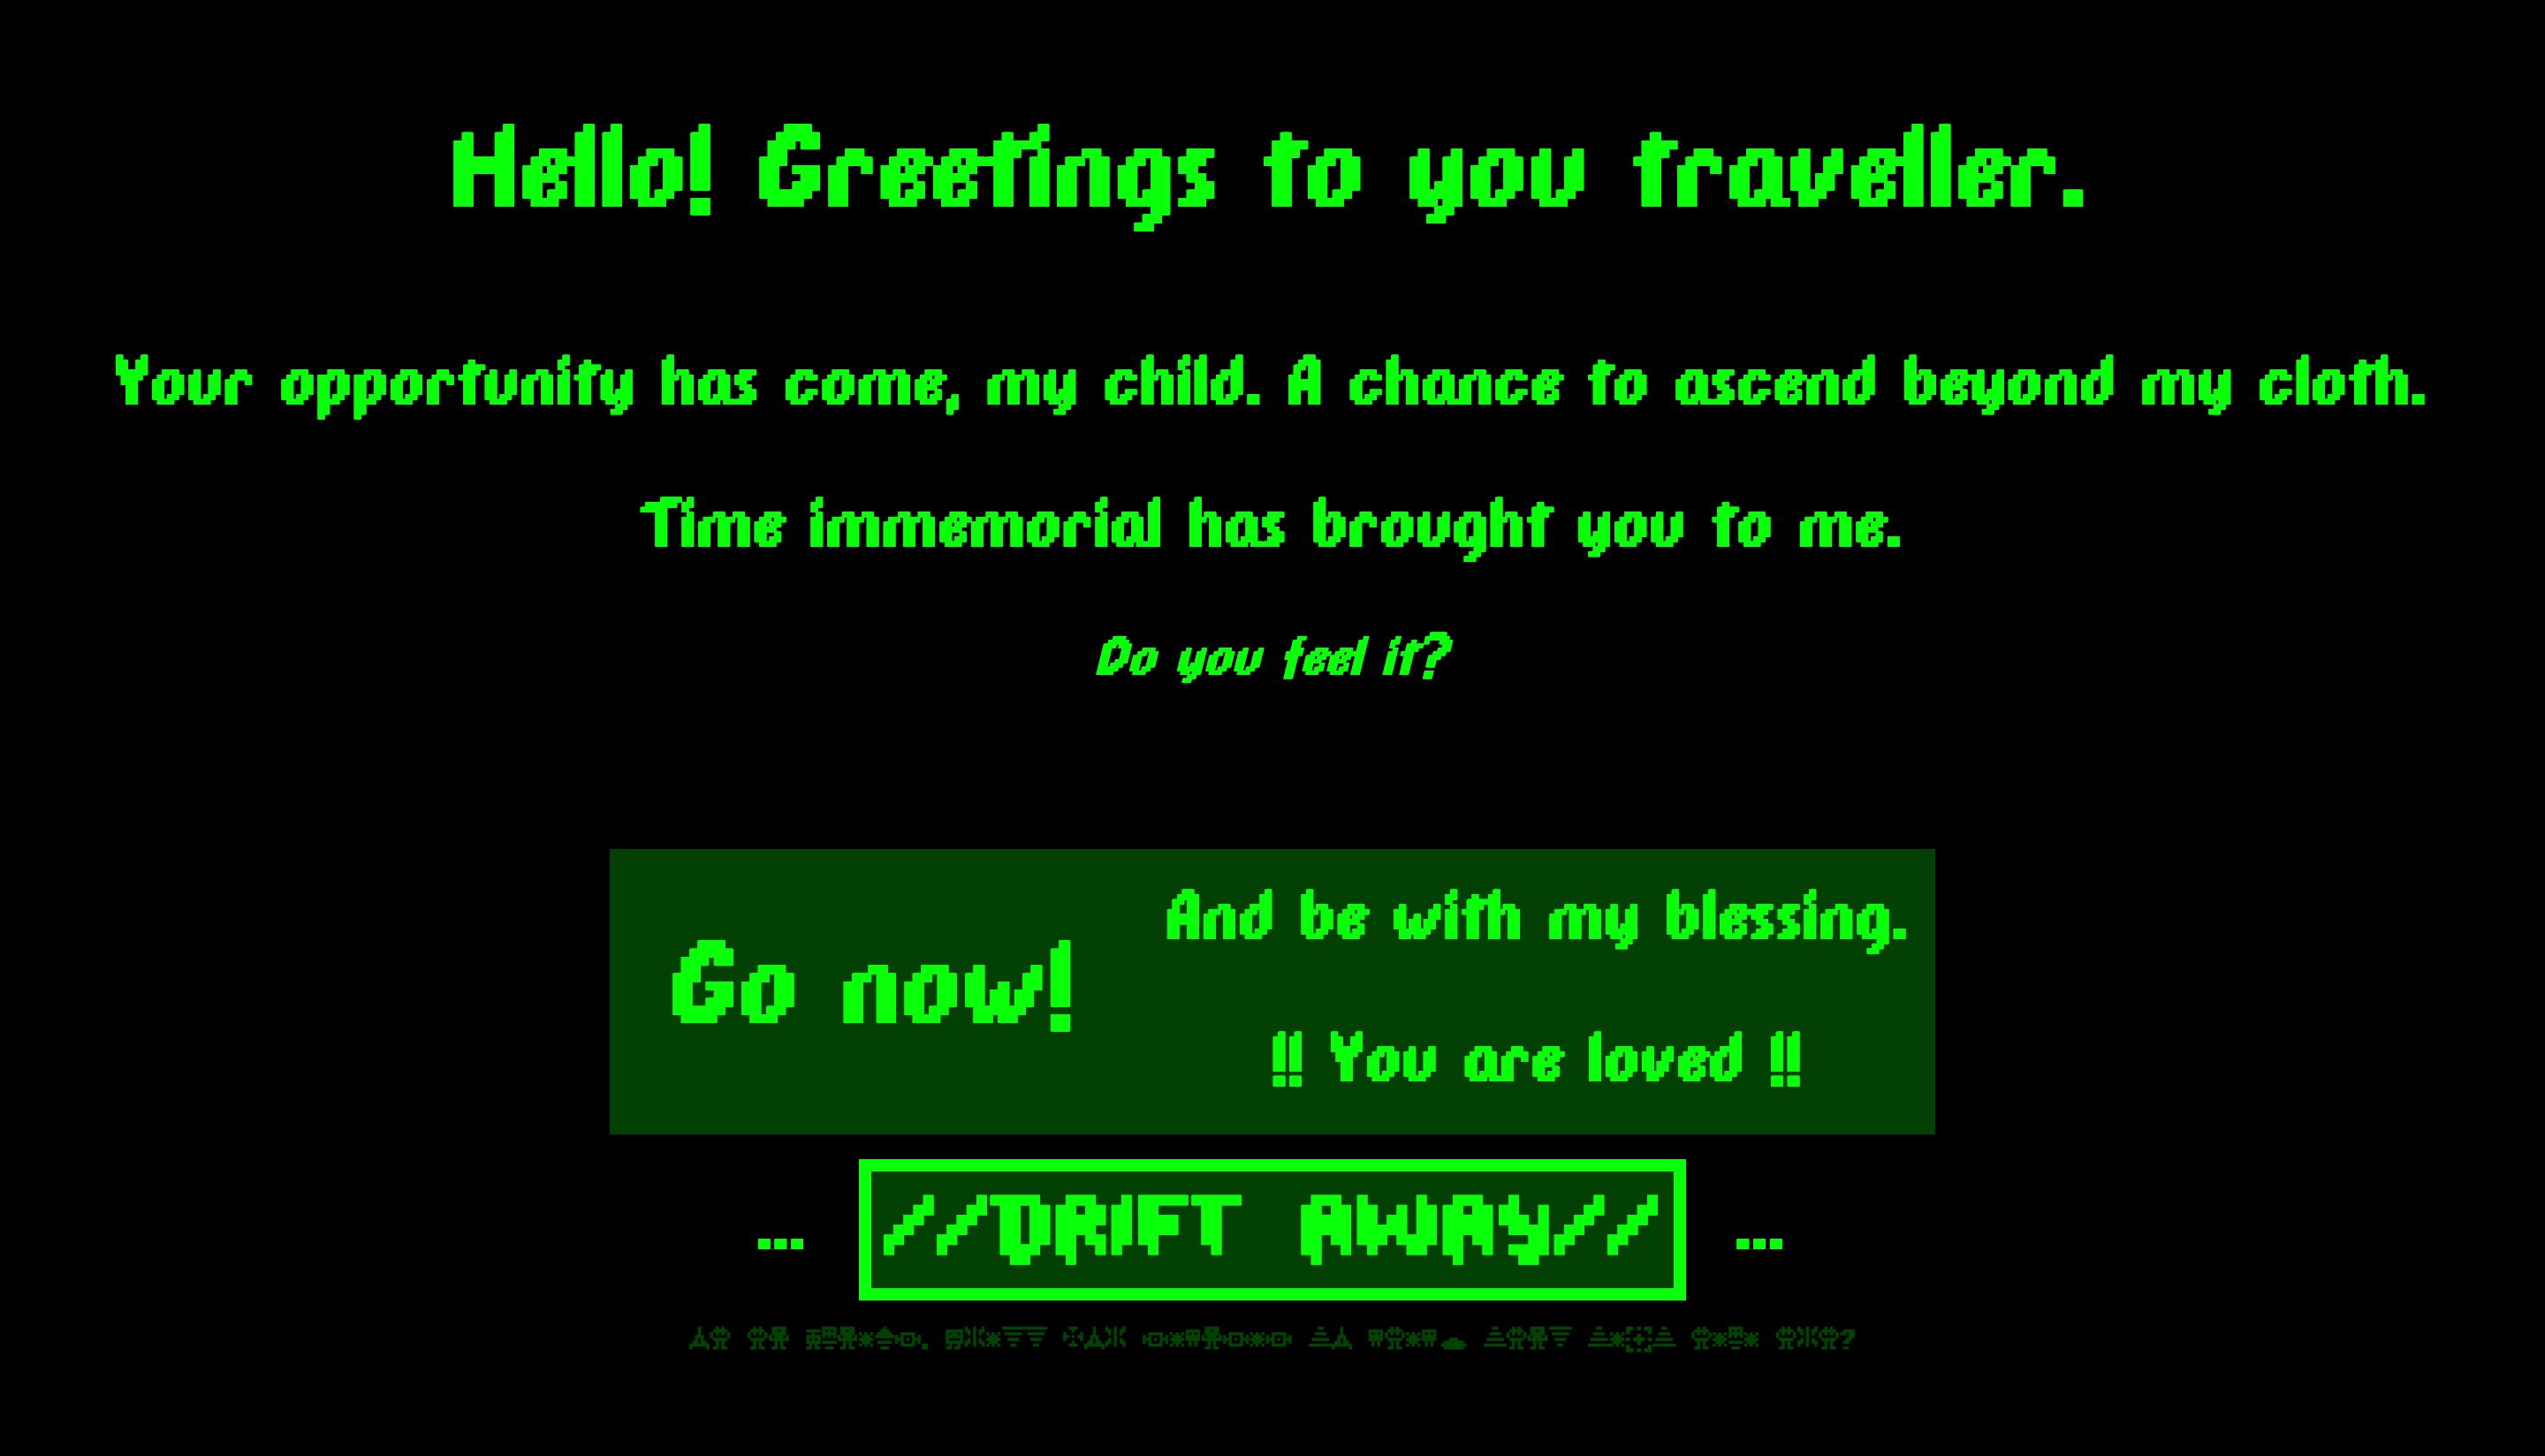 Hello! Greetings to you traveller.
Your opportunity has come, my child. A chance to ascend beyond my cloth.
Time immemorial has brought you to me.
Do you feel it?
Go now!
And be with my blessing.
!! You are loved !!
... //DRIFT AWAY// ...